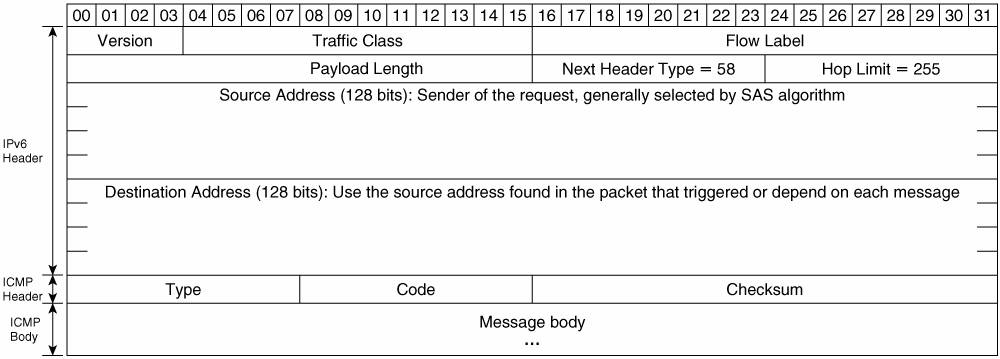 00 01 02 03 04 05 06 07 08 09 10 11 12 13 14 15 16 17 18 19 20 21 22 23 24 25 26 27 28 29 30 31
Version Traffic Class Flow Label
Payload Length Next Header Type = 58 Hop Limit = 255
Source Address (128 bits): Sender of the request, generally selected by SAS algorithm
IPv6
Header
Destination Address (128 bits): Use the source address found in the packet that triggered or depend on each message
ICMP
Header
Type Code Checksum
ICMP
Body
Message body
...